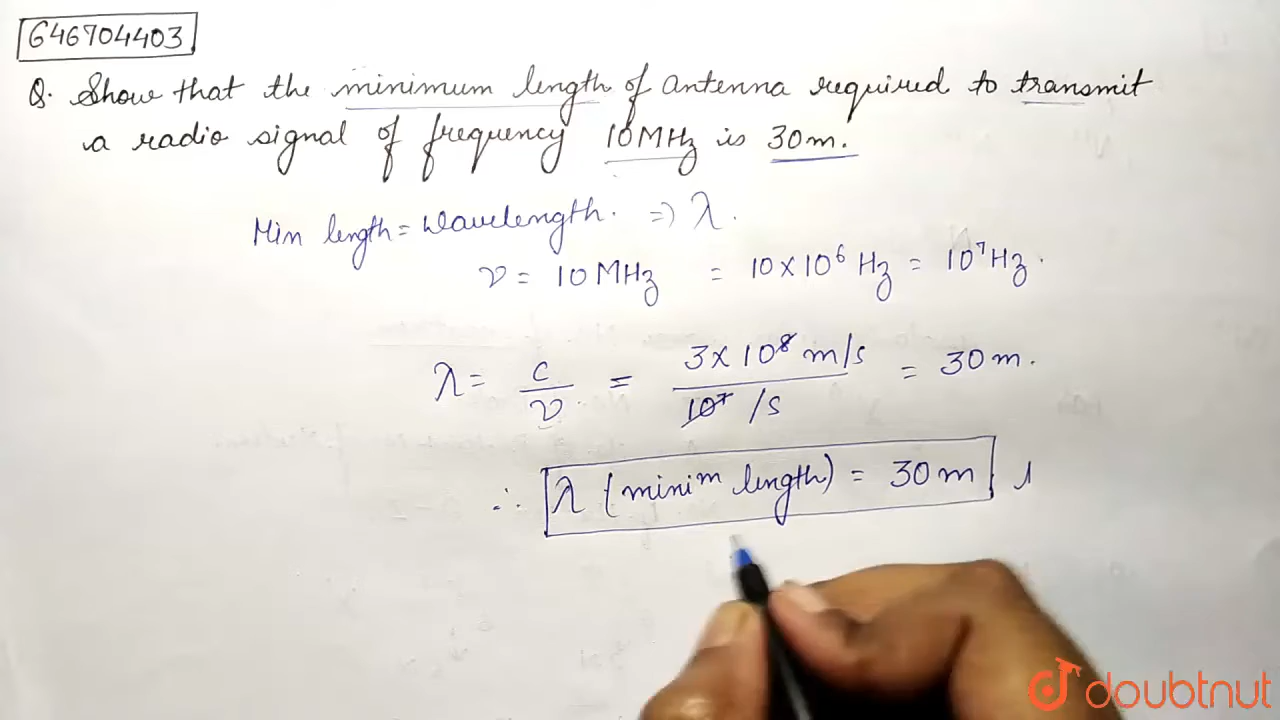 646704403
Q. Show that the minimum length of antenna required to transmit
a radio signal of frequency 10MHz is 30m.
Min length = Wavelength. ⇒ λ.
ν = 10 MHz = 10×10⁶ Hz = 10⁷ Hz.
λ = c/ν = 3×10⁸ m/s / 10⁷ /s = 30 m.
∴ λ (minim length) = 30 m
doubtnut